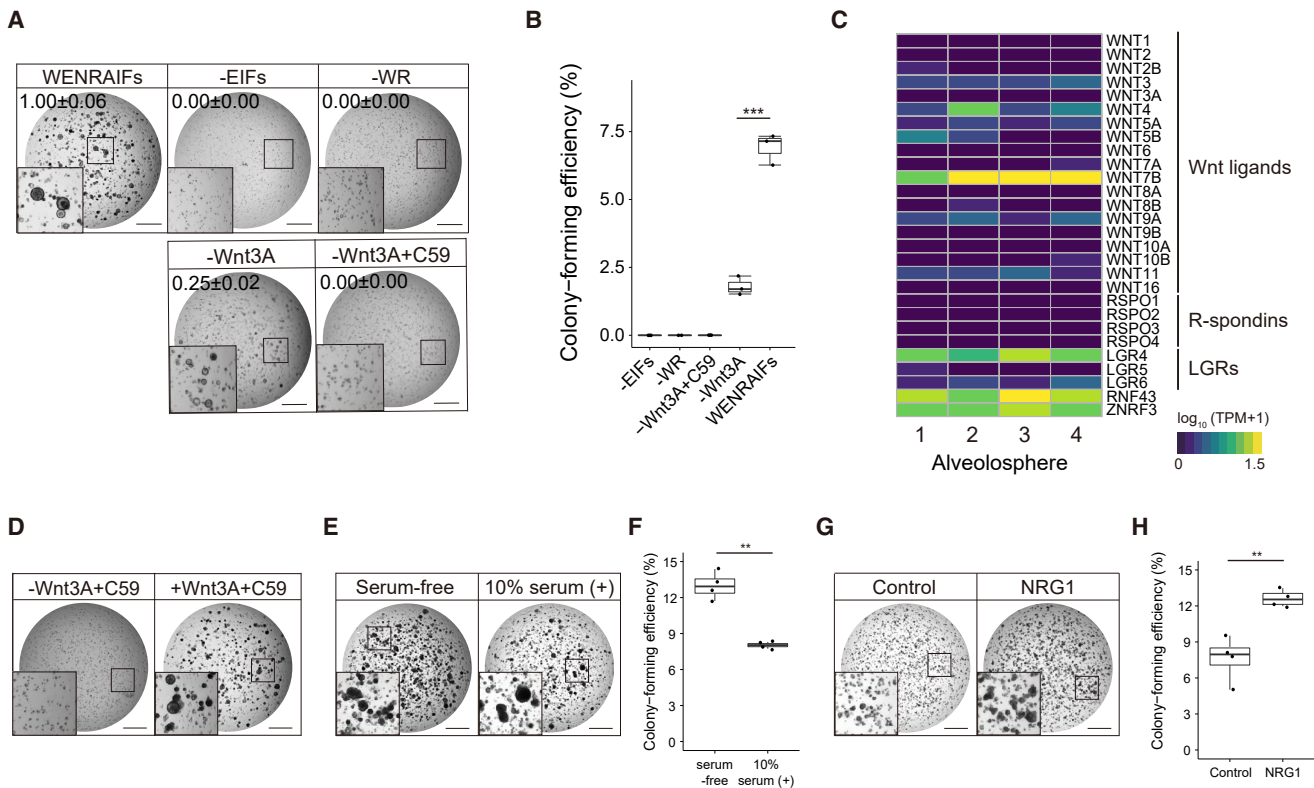 A
WENRAIFs
-EIFs
-WR
1.00±0.06
0.00±0.00
0.00±0.00
-Wnt3A
-Wnt3A+C59
0.25±0.02
0.00±0.00
B
Colony−forming efficiency (%)
7.5
5.0
2.5
0.0
***
-EIFs
-WR
−Wnt3A+C59
-Wnt3A
WENRAIFs
C
WNT1
WNT2
WNT2B
WNT3
WNT3A
WNT4
WNT5A
WNT5B
WNT6
WNT7A
WNT7B
WNT8A
WNT8B
WNT9A
WNT9B
WNT10A
WNT10B
WNT11
WNT16
RSPO1
RSPO2
RSPO3
RSPO4
LGR4
LGR5
LGR6
RNF43
ZNRF3
Wnt ligands
R-spondins
LGRs
1 2 3 4
Alveolosphere
log10 (TPM+1)
0 1.5
D
-Wnt3A+C59
+Wnt3A+C59
E
Serum-free
10% serum (+)
F
Colony−forming efficiency (%)
15
12
9
6
3
0
**
serum
-free
10%
serum (+)
G
Control
NRG1
H
Colony−forming efficiency (%)
15
12
9
6
3
0
**
Control
NRG1